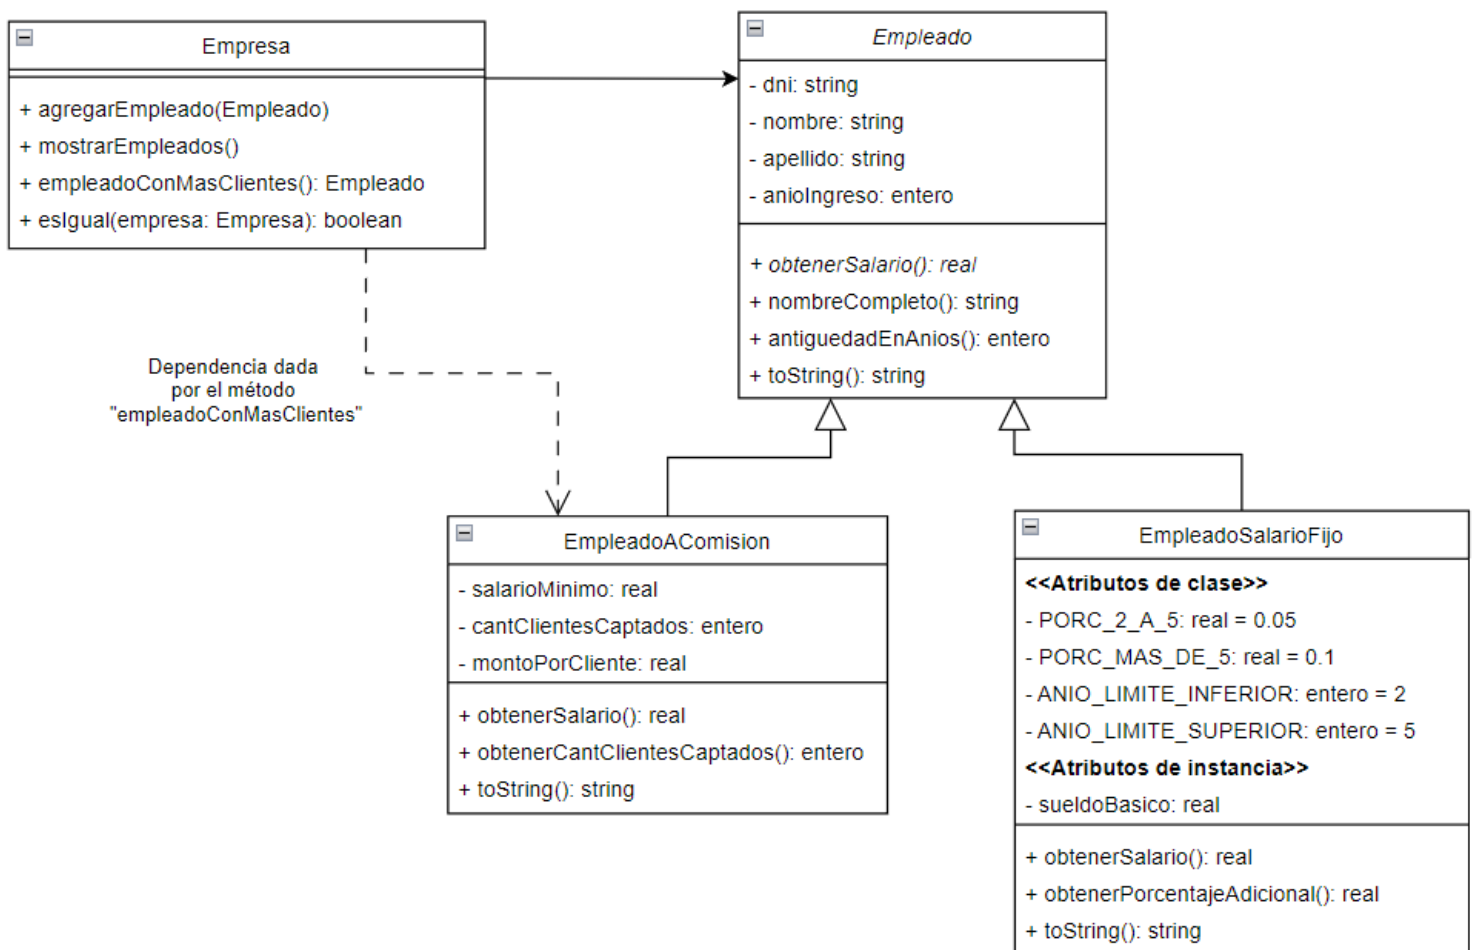 Empresa
+ agregarEmpleado(Empleado)
+ mostrarEmpleados()
+ empleadoConMasClientes(): Empleado
+ esIgual(empresa: Empresa): boolean
Empleado
- dni: string
- nombre: string
- apellido: string
- anioIngreso: entero
+ obtenerSalario(): real
+ nombreCompleto(): string
+ antiguedadEnAnios(): entero
+ toString(): string
Dependencia dada
por el método
"empleadoConMasClientes"
EmpleadoAComision
- salarioMinimo: real
- cantClientesCaptados: entero
- montoPorCliente: real
+ obtenerSalario(): real
+ obtenerCantClientesCaptados(): entero
+ toString(): string
EmpleadoSalarioFijo
<<Atributos de clase>>
- PORC_2_A_5: real = 0.05
- PORC_MAS_DE_5: real = 0.1
- ANIO_LIMITE_INFERIOR: entero = 2
- ANIO_LIMITE_SUPERIOR: entero = 5
<<Atributos de instancia>>
- sueldoBasico: real
+ obtenerSalario(): real
+ obtenerPorcentajeAdicional(): real
+ toString(): string